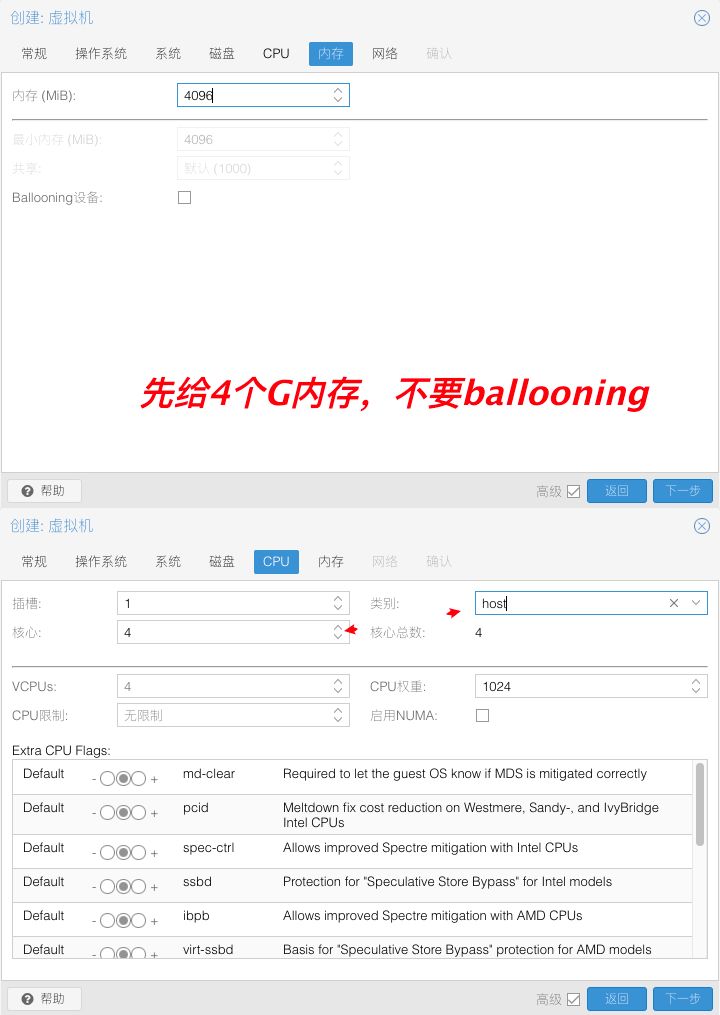 创建: 虚拟机
常规 操作系统 系统 磁盘 CPU 内存 网络 确认
内存 (MiB): 4096
最小内存 (MiB): 4096
共享: 默认 (1000)
Ballooning设备:
先给4个G内存，不要ballooning
帮助 高级 返回 下一步
创建: 虚拟机
常规 操作系统 系统 磁盘 CPU 内存 网络 确认
插槽: 1 类别: host
核心: 4 核心总数: 4
VCPUs: 4 CPU权重: 1024
CPU限制: 无限制 启用NUMA:
Extra CPU Flags:
Default - + md-clear Required to let the guest OS know if MDS is mitigated correctly
Default - + pcid Meltdown fix cost reduction on Westmere, Sandy-, and IvyBridge
Intel CPUs
Default - + spec-ctrl Allows improved Spectre mitigation with Intel CPUs
Default - + ssbd Protection for "Speculative Store Bypass" for Intel models
Default - + ibpb Allows improved Spectre mitigation with AMD CPUs
Default - + virt-ssbd Basis for "Speculative Store Bypass" protection for AMD models
帮助 高级 返回 下一步